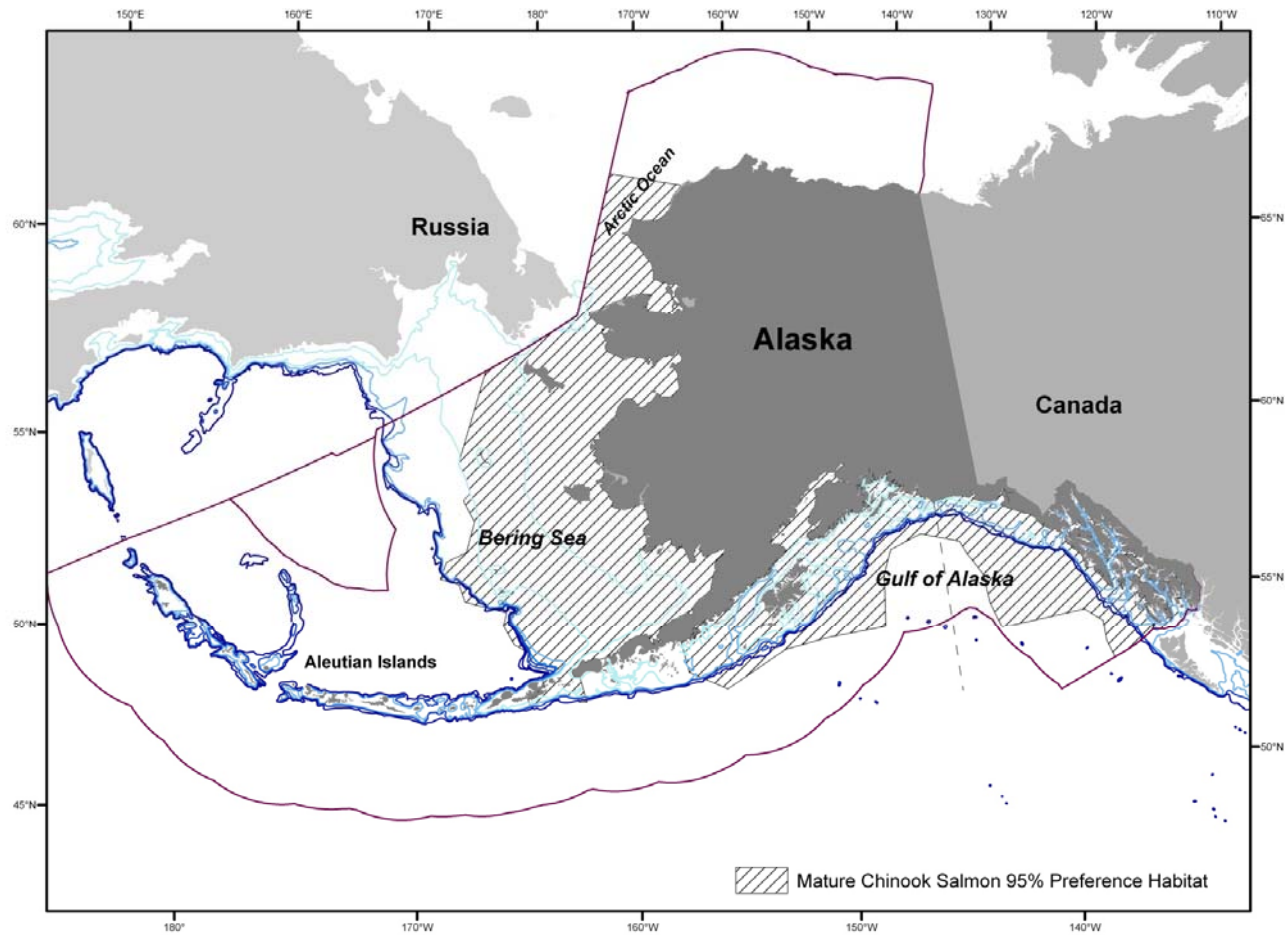 150°E 160°E 170°E 180° 170°W 160°W 150°W 140°W 130°W 120°W 110°W
Arctic Ocean
60°N
Russia
65°N
Alaska
Canada
60°N
55°N
Bering Sea
Gulf of Alaska
55°N
50°N
Aleutian Islands
50°N
45°N
Mature Chinook Salmon 95% Preference Habitat
180° 170°W 160°W 150°W 140°W